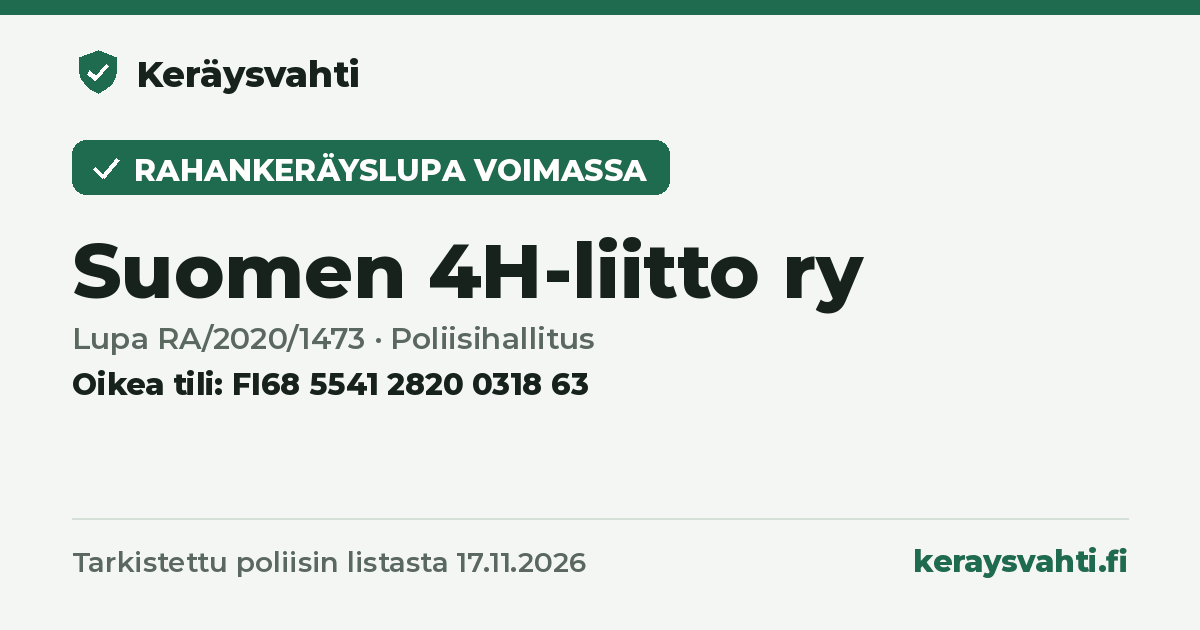 Keräysvahti
RAHANKERÄYSLUPA VOIMASSA
Suomen 4H-liitto ry
Lupa RA/2020/1473 · Poliisihallitus
Oikea tili: FI68 5541 2820 0318 63
Tarkistettu poliisin listasta 17.11.2026
keraysvahti.fi